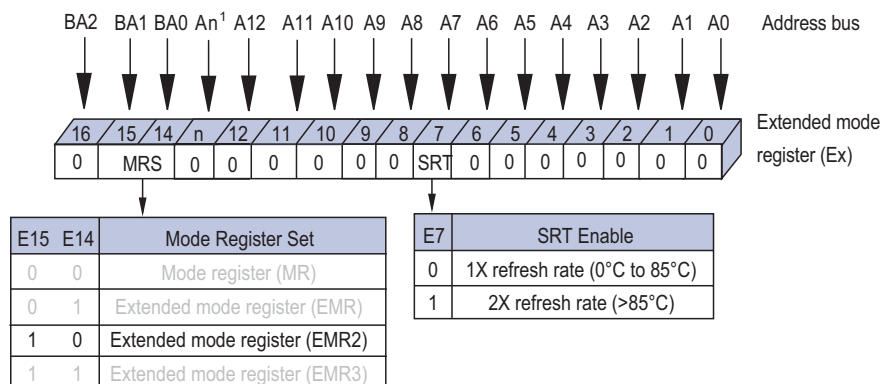 BA2 BA1 BA0 An¹ A12 A11 A10 A9 A8 A7 A6 A5 A4 A3 A2 A1 A0 Address bus
16 15 14 n 12 11 10 9 8 7 6 5 4 3 2 1 0 Extended mode
0 MRS 0 0 0 0 0 0 SRT 0 0 0 0 0 0 0 register (Ex)
E15 E14 Mode Register Set
0 0 Mode register (MR)
0 1 Extended mode register (EMR)
1 0 Extended mode register (EMR2)
1 1 Extended mode register (EMR3)
E7 SRT Enable
0 1X refresh rate (0°C to 85°C)
1 2X refresh rate (>85°C)